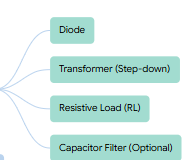 Diode
Transformer (Step-down)
Resistive Load (RL)
Capacitor Filter (Optional)